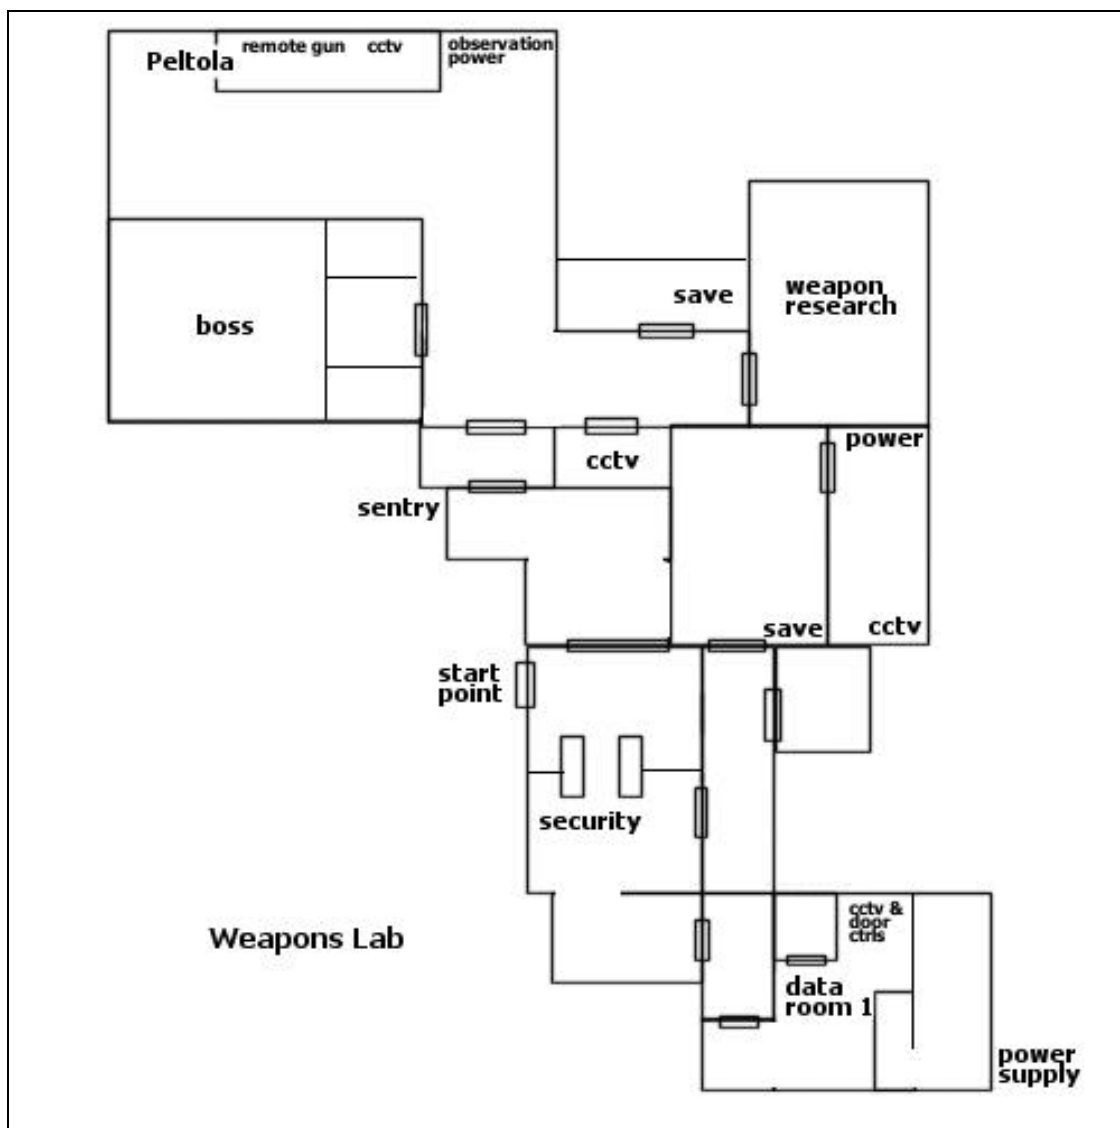 remote gun cctv observation
power
Peltola
weapon
research
save
boss
power
cctv
sentry
save cctv
start
point
security
cctv &
door
ctrls
Weapons Lab
data
room 1
power
supply